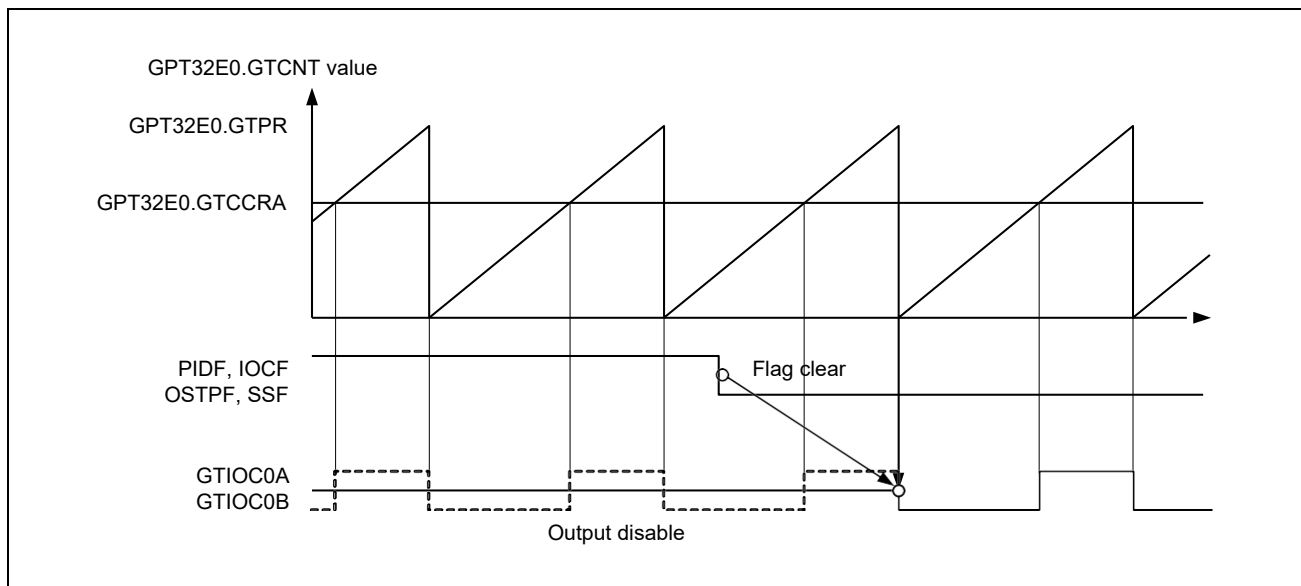 GPT32E0.GTCNT value
GPT32E0.GTPR
GPT32E0.GTCCRA
PIDF, IOCF
OSTPF, SSF
Flag clear
GTIOC0A
GTIOC0B
Output disable